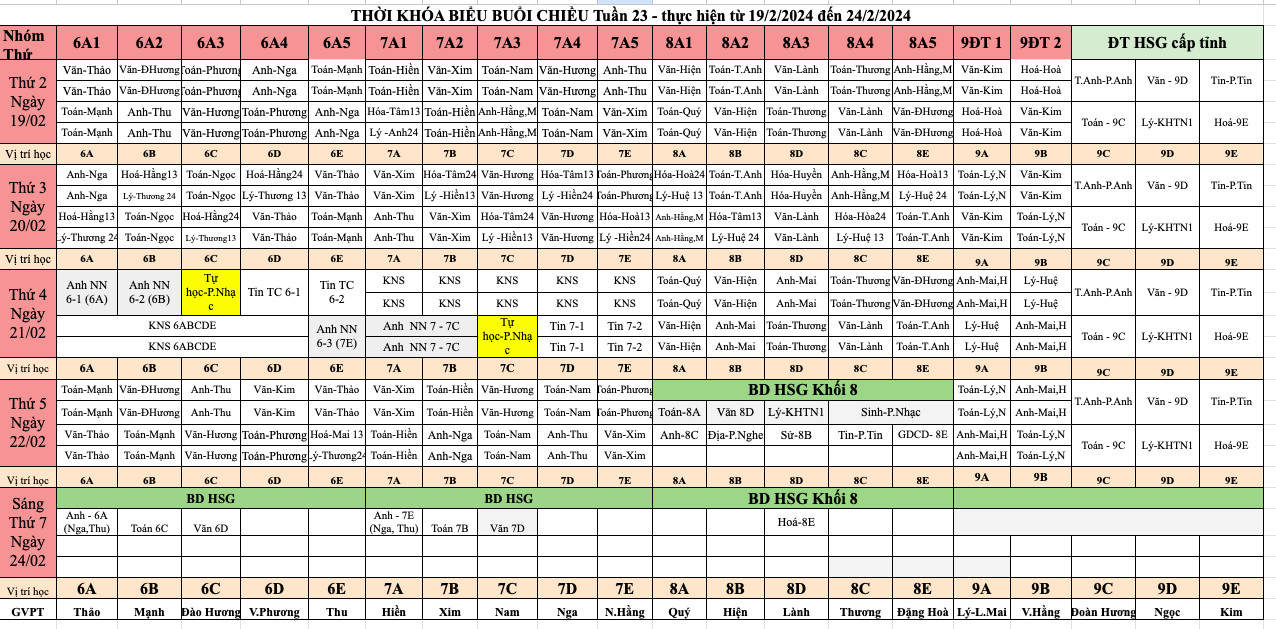 THỜI KHÓA BIỂU BUỔI CHIỀU Tuần 23 - thực hiện từ 19/2/2024 đến 24/2/2024
Nhóm Thứ 6A1 6A2 6A3 6A4 6A5 7A1 7A2 7A3 7A4 7A5 8A1 8A2 8A3 8A4 8A5 9ĐT 1 9ĐT 2 ĐT HSG cấp tỉnh
Thứ 2 Ngày 19/02
Văn-Thảo Văn-ĐHương Toán-Phương Anh-Nga Toán-Mạnh Toán-Hiền Văn-Xim Toán-Nam Văn-Hương Anh-Thu Văn-Hiện Toán-T.Anh Văn-Lành Toán-Thương Anh-Hằng,M Văn-Kim Hoá-Hoà T.Anh-P.Anh Văn - 9D Tin-P.Tin
Văn-Thảo Văn-ĐHương Toán-Phương Anh-Nga Toán-Mạnh Toán-Hiền Văn-Xim Toán-Nam Văn-Hương Anh-Thu Văn-Hiện Toán-T.Anh Văn-Lành Toán-Thương Anh-Hằng,M Văn-Kim Hoá-Hoà
Toán-Mạnh Anh-Thu Văn-Hương Toán-Phương Anh-Nga Hóa-Tâm13 Toán-Hiền Anh-Hằng,M Toán-Nam Văn-Xim Toán-Quý Văn-Hiện Toán-Thương Văn-Lành Văn-ĐHương Hoá-Hoà Văn-Kim Toán - 9C Lý-KHTN1 Hoá-9E
Toán-Mạnh Anh-Thu Văn-Hương Toán-Phương Anh-Nga Lý -Anh24 Toán-Hiền Anh-Hằng,M Toán-Nam Văn-Xim Toán-Quý Văn-Hiện Toán-Thương Văn-Lành Văn-ĐHương Hoá-Hoà Văn-Kim
Vị trí học 6A 6B 6C 6D 6E 7A 7B 7C 7D 7E 8A 8B 8D 8C 8E 9A 9B 9C 9D 9E
Thứ 3 Ngày 20/02
Anh-Nga Hoá-Hằng13 Toán-Ngọc Hoá-Hằng24 Văn-Thảo Văn-Xim Hóa-Tâm24 Văn-Hương Hóa-Tâm13 Toán-Phương Hóa-Hoà24 Toán-T.Anh Hóa-Huyền Anh-Hằng,M Hóa-Hoà13 Toán-Lý,N Văn-Kim T.Anh-P.Anh Văn - 9D Tin-P.Tin
Anh-Nga Lý-Thương 24 Toán-Ngọc Lý-Thương 13 Văn-Thảo Văn-Xim Lý -Hiền13 Văn-Hương Lý -Hiền24 Toán-Phương Lý-Huệ 13 Toán-T.Anh Hóa-Huyền Anh-Hằng,M Lý-Huệ 24 Toán-Lý,N Văn-Kim
Hoá-Hằng13 Toán-Ngọc Hoá-Hằng24 Văn-Thảo Toán-Mạnh Anh-Thu Văn-Xim Hóa-Tâm24 Văn-Hương Hóa-Hoà13 Anh-Hằng,M Hóa-Tâm13 Văn-Lành Hóa-Hòa24 Toán-T.Anh Văn-Kim Toán-Lý,N Toán - 9C Lý-KHTN1 Hoá-9E
Lý-Thương 24 Toán-Ngọc Lý-Thương13 Văn-Thảo Toán-Mạnh Anh-Thu Văn-Xim Lý -Hiền13 Văn-Hương Lý -Hiền24 Anh-Hằng,M Lý-Huệ 24 Văn-Lành Lý-Huệ 13 Toán-T.Anh Văn-Kim Toán-Lý,N
Vị trí học 6A 6B 6C 6D 6E 7A 7B 7C 7D 7E 8A 8B 8D 8C 8E 9A 9B 9C 9D 9E
Thứ 4 Ngày 21/02
Anh NN 6-1 (6A) Anh NN 6-2 (6B) Tự học-P.Nhạc Tin TC 6-1 Tin TC 6-2 KNS KNS KNS KNS KNS Toán-Quý Văn-Hiện Anh-Mai Toán-Thương Văn-ĐHương Anh-Mai,H Lý-Huệ T.Anh-P.Anh Văn - 9D Tin-P.Tin
KNS KNS KNS KNS KNS Toán-Quý Văn-Hiện Anh-Mai Toán-Thương Văn-ĐHương Anh-Mai,H Lý-Huệ
KNS 6ABCDE Anh NN 6-3 (7E) Anh NN 7 - 7C Tự học-P.Nhạc Tin 7-1 Tin 7-2 Văn-Hiện Anh-Mai Toán-Thương Văn-Lành Toán-T.Anh Lý-Huệ Anh-Mai,H Toán - 9C Lý-KHTN1 Hoá-9E
KNS 6ABCDE Anh NN 7 - 7C Tin 7-1 Tin 7-2 Văn-Hiện Anh-Mai Toán-Thương Văn-Lành Toán-T.Anh Lý-Huệ Anh-Mai,H
Vị trí học 6A 6B 6C 6D 6E 7A 7B 7C 7D 7E 8A 8B 8D 8C 8E 9A 9B 9C 9D 9E
Thứ 5 Ngày 22/02
Toán-Mạnh Văn-ĐHương Anh-Thu Văn-Kim Văn-Thảo Văn-Xim Toán-Hiền Văn-Hương Toán-Nam Toán-Phương BD HSG Khối 8 Toán-Lý,N Anh-Mai,H T.Anh-P.Anh Văn - 9D Tin-P.Tin
Toán-Mạnh Văn-ĐHương Anh-Thu Văn-Kim Văn-Thảo Văn-Xim Toán-Hiền Văn-Hương Toán-Nam Toán-Phương Toán-8A Văn 8D Lý-KHTN1 Sinh-P.Nhạc Toán-Lý,N Anh-Mai,H
Văn-Thảo Toán-Mạnh Văn-Hương Toán-Phương Hoá-Mai 13 Toán-Hiền Anh-Nga Toán-Nam Anh-Thu Văn-Xim Anh-8C Địa-P.Nghe Sử-8B Tin-P.Tin GDCD- 8E Anh-Mai,H Toán-Lý,N Toán - 9C Lý-KHTN1 Hoá-9E
Văn-Thảo Toán-Mạnh Văn-Hương Toán-Phương Lý-Thương24 Toán-Hiền Anh-Nga Toán-Nam Anh-Thu Văn-Xim Anh-Mai,H Toán-Lý,N
Vị trí học 6A 6B 6C 6D 6E 7A 7B 7C 7D 7E 8A 8B 8D 8C 8E 9A 9B 9C 9D 9E
Sáng Thứ 7 Ngày 24/02
BD HSG BD HSG BD HSG Khối 8
Anh - 6A (Nga,Thu) Toán 6C Văn 6D Anh - 7E (Nga, Thu) Toán 7B Văn 7D Hoá-8E
Vị trí học 6A 6B 6C 6D 6E 7A 7B 7C 7D 7E 8A 8B 8D 8C 8E 9A 9B 9C 9D 9E
GVPT Thảo Mạnh Đào Hương V.Phương Thu Hiền Xim Nam Nga N.Hằng Quý Hiện Lành Thương Đặng Hoà Lý-L.Mai V.Hằng Đoàn Hương Ngọc Kim